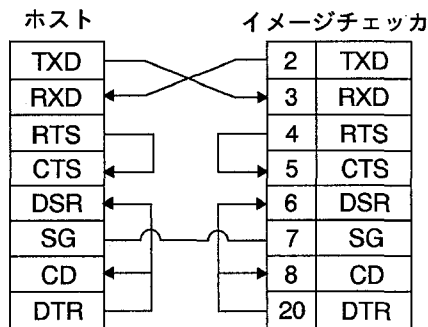 ホスト イメージチェッカ
TXD 2 TXD
RXD 3 RXD
RTS 4 RTS
CTS 5 CTS
DSR 6 DSR
SG 7 SG
CD 8 CD
DTR 20 DTR